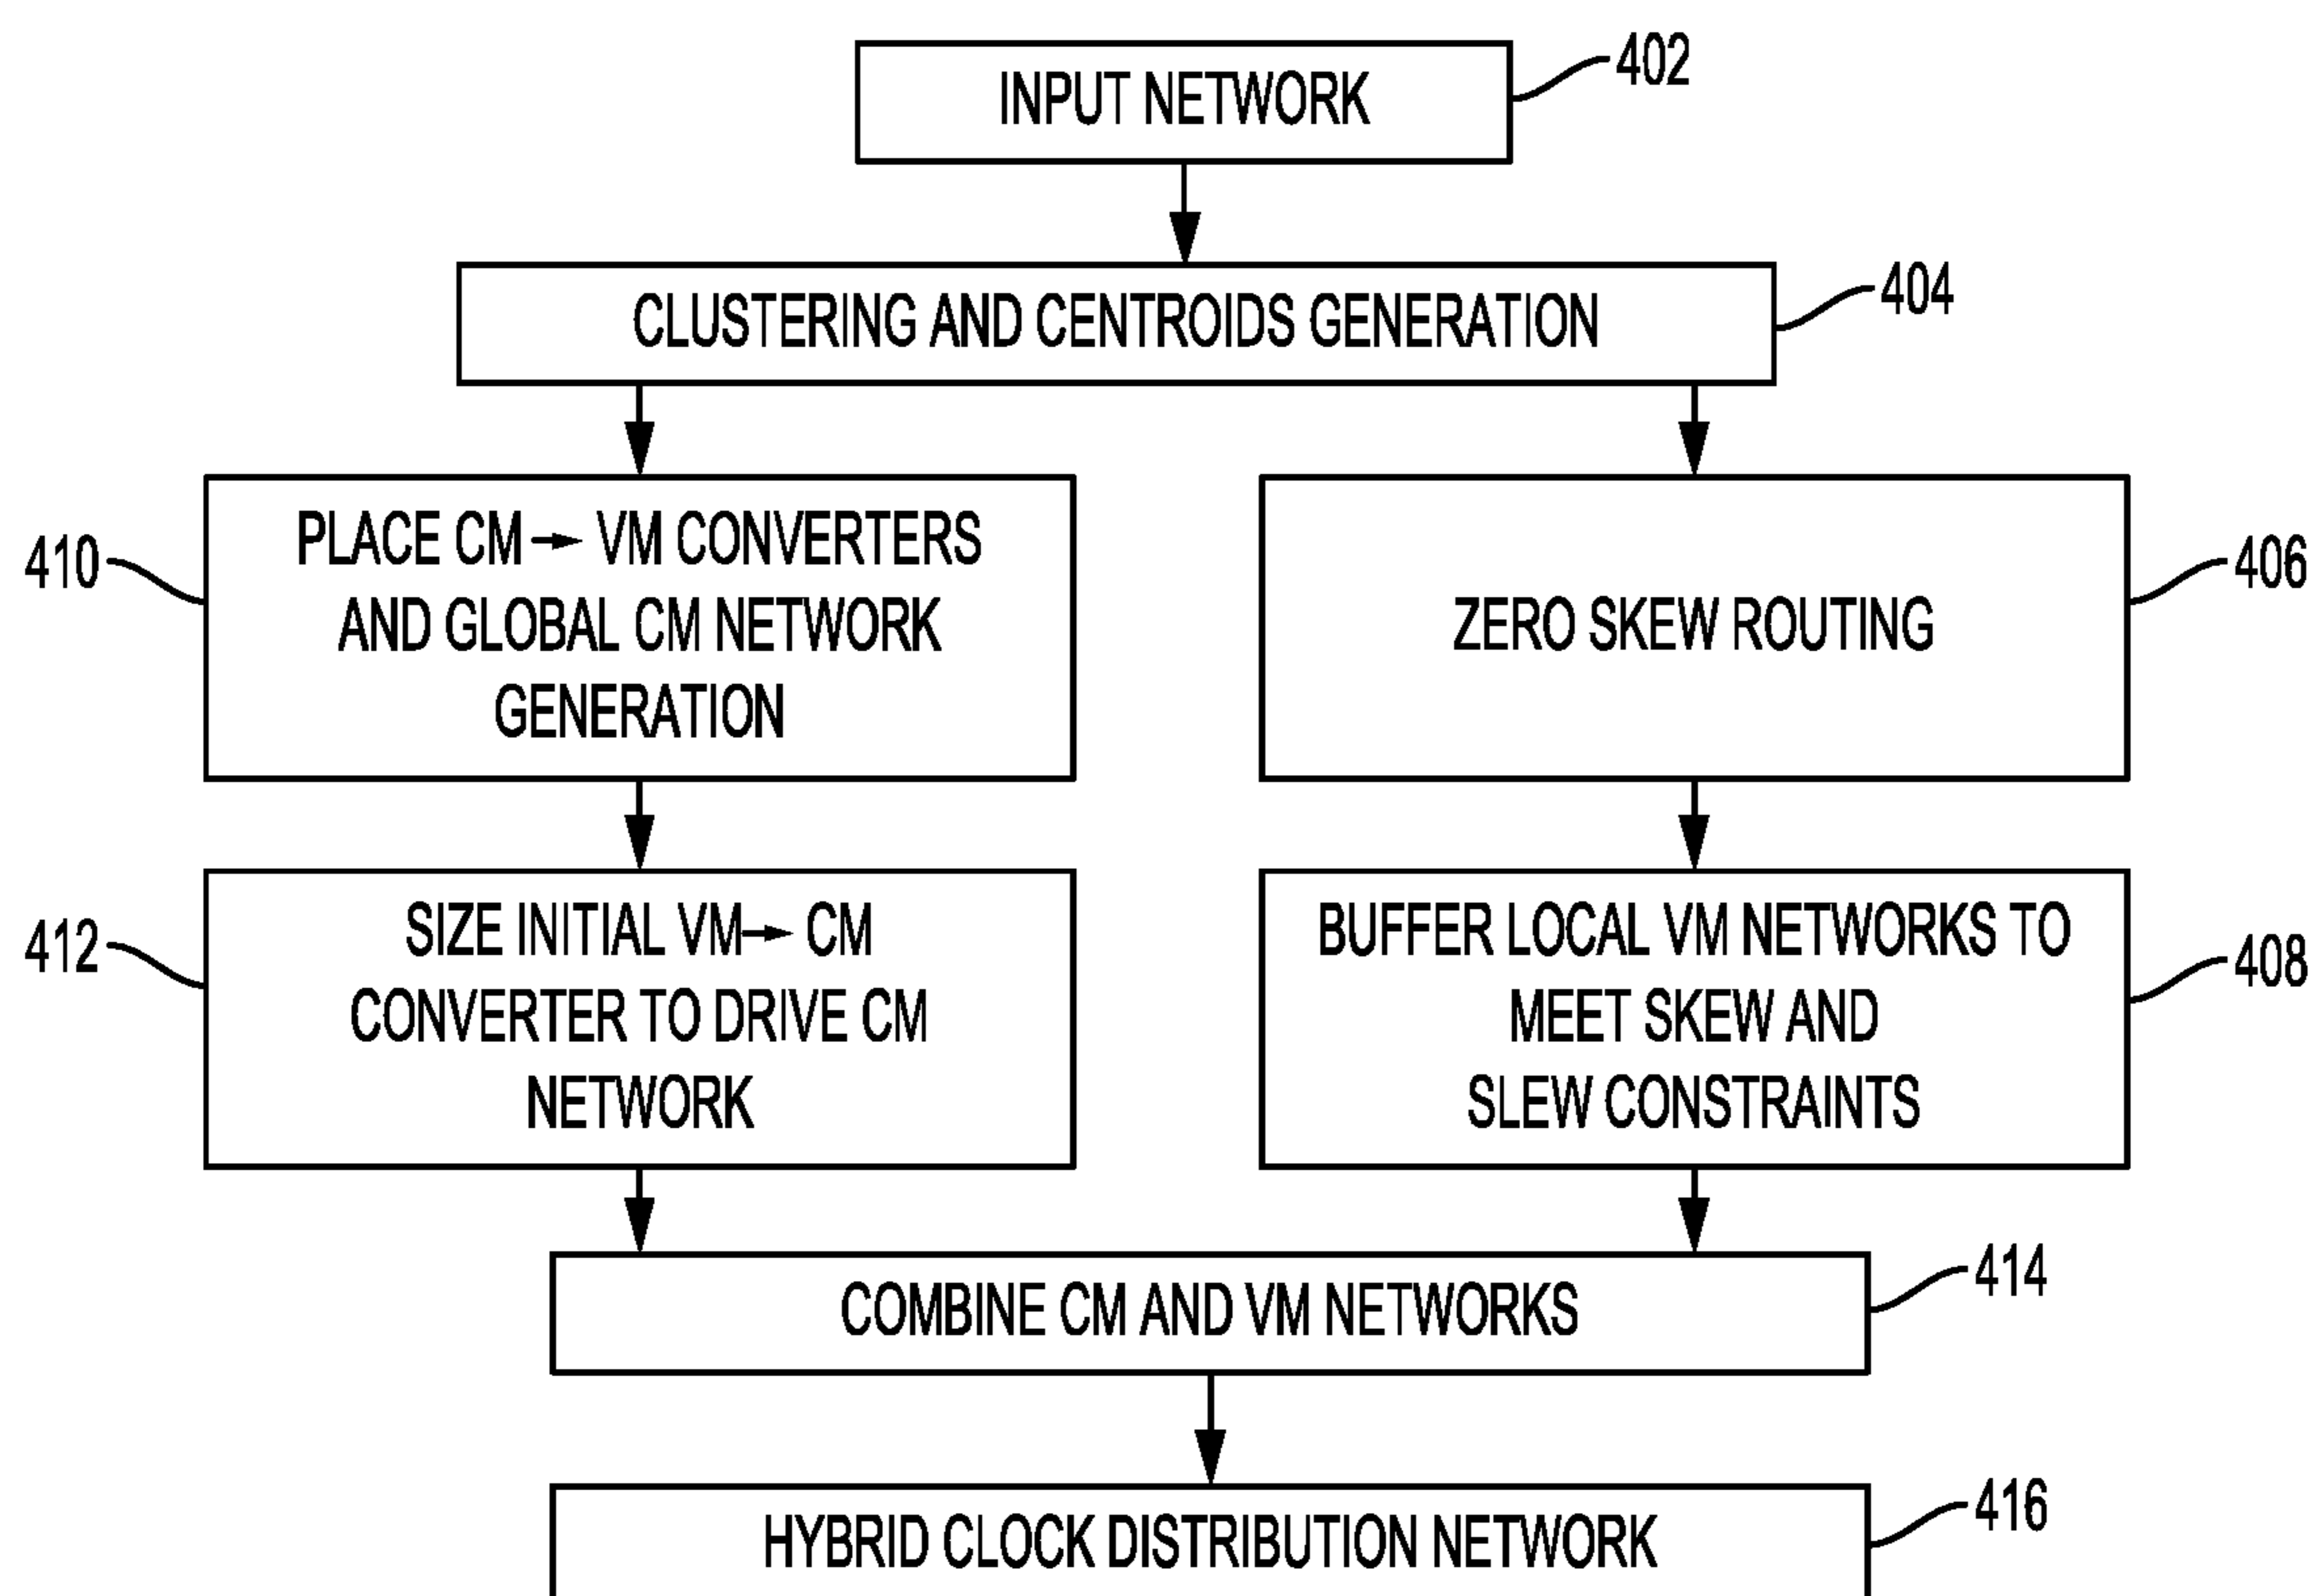 402
INPUT NETWORK
404
CLUSTERING AND CENTROIDS GENERATION
410
PLACE CM → VM CONVERTERS
AND GLOBAL CM NETWORK
GENERATION
406
ZERO SKEW ROUTING
412
SIZE INITIAL VM → CM
CONVERTER TO DRIVE CM
NETWORK
408
BUFFER LOCAL VM NETWORKS TO
MEET SKEW AND
SLEW CONSTRAINTS
414
COMBINE CM AND VM NETWORKS
416
HYBRID CLOCK DISTRIBUTION NETWORK